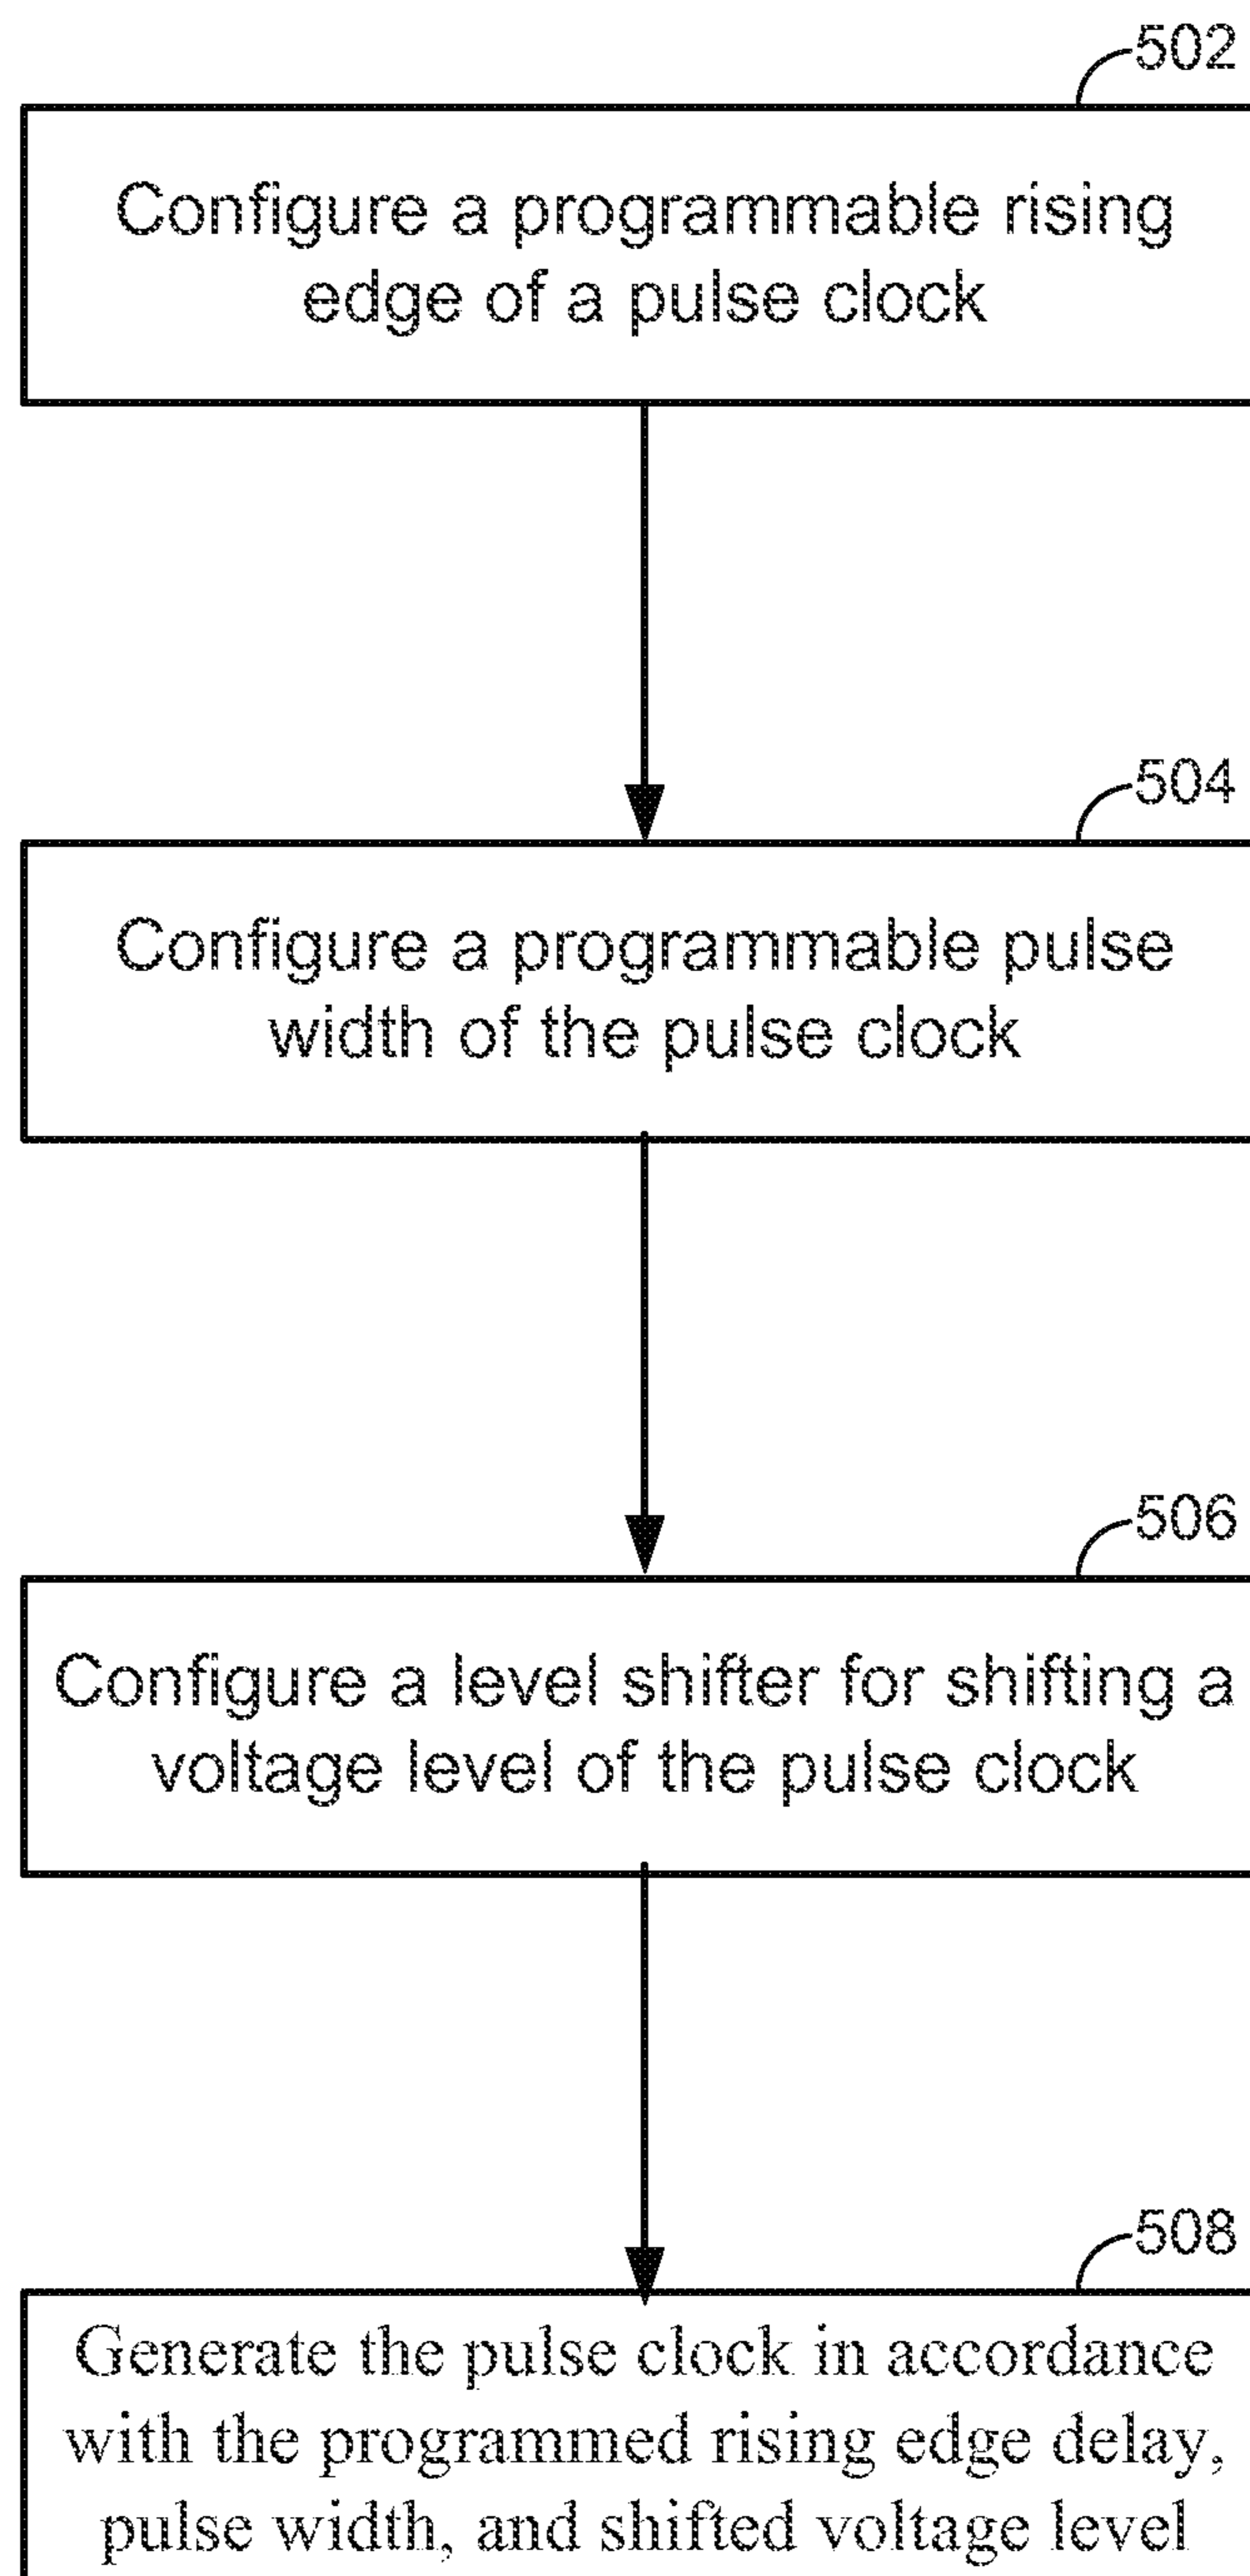 502
Configure a programmable rising
edge of a pulse clock
504
Configure a programmable pulse
width of the pulse clock
506
Configure a level shifter for shifting a
voltage level of the pulse clock
508
Generate the pulse clock in accordance
with the programmed rising edge delay,
pulse width, and shifted voltage level